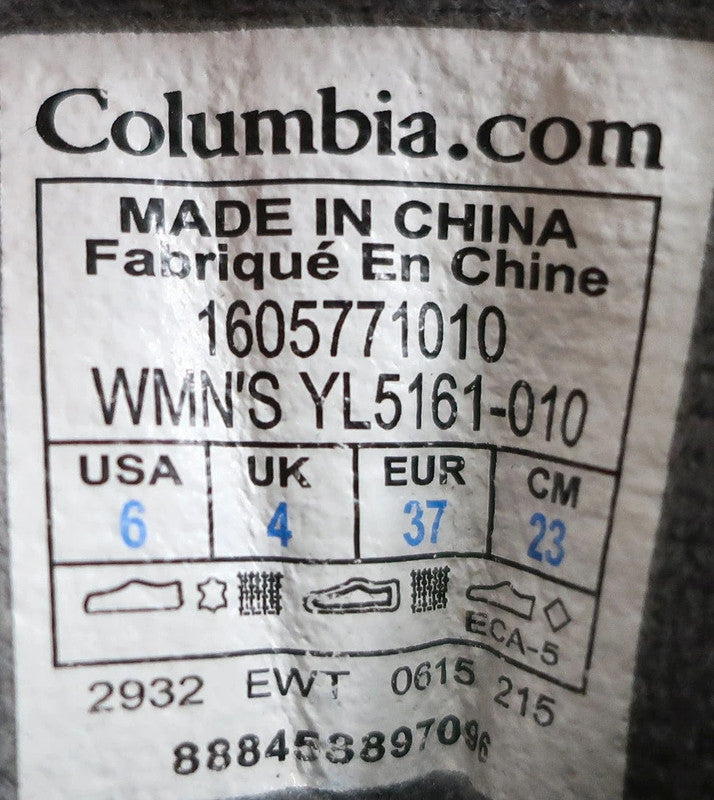 Columbia.com
MADE IN CHINA
Fabriqué En Chine
1605771010
WMN'S YL5161-010
USA UK EUR CM
6 4 37 23
ECA-5
2932 EWT 0615 215
888453897096